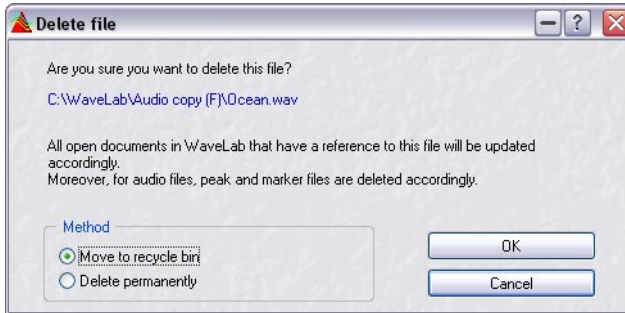 Delete file
Are you sure you want to delete this file?
C:\WaveLab\Audio copy (F)\Ocean.wav
All open documents in WaveLab that have a reference to this file will be updated
accordingly.
Moreover, for audio files, peak and marker files are deleted accordingly.
Method
Move to recycle bin
Delete permanently
OK
Cancel